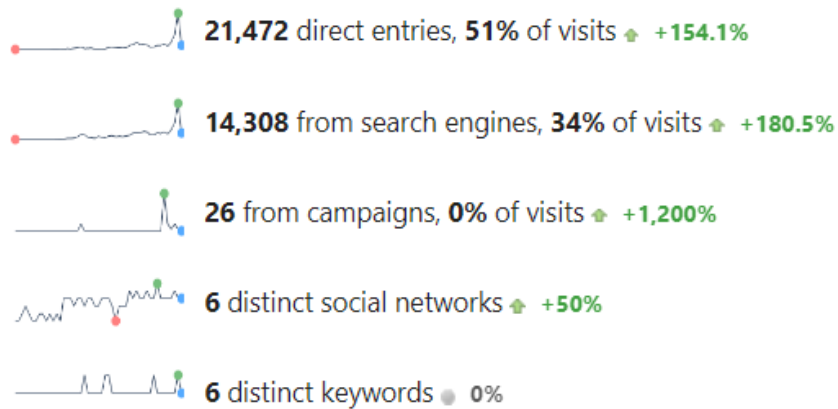 21,472 direct entries, 51% of visits +154.1%
14,308 from search engines, 34% of visits +180.5%
26 from campaigns, 0% of visits +1,200%
6 distinct social networks +50%
6 distinct keywords 0%